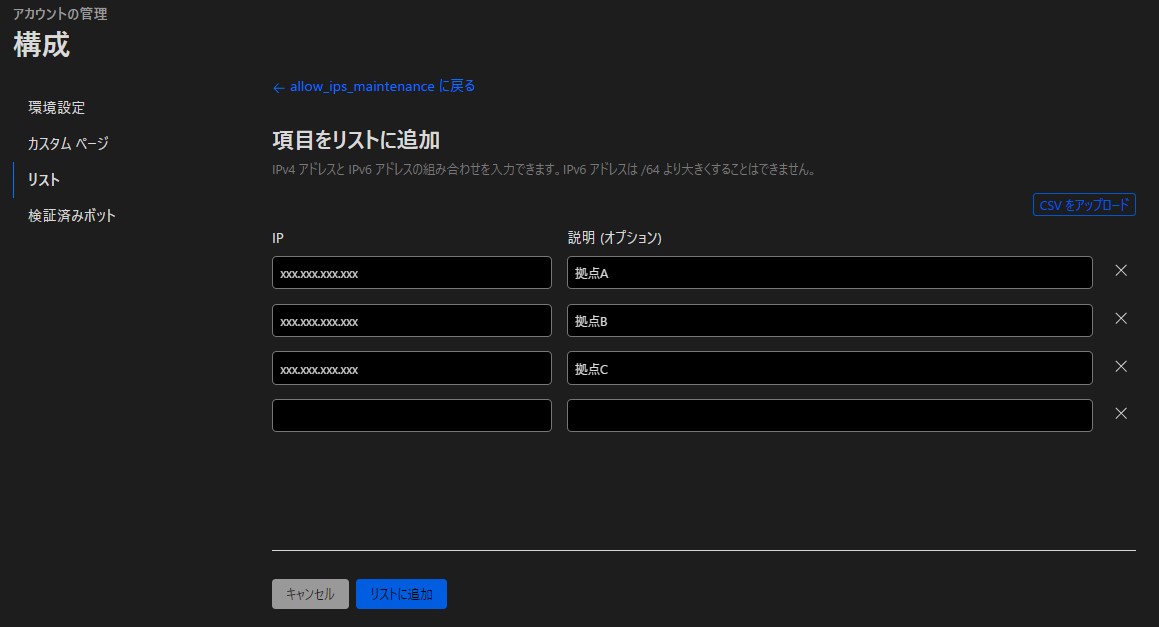 アカウントの管理
構成
環境設定
カスタム ページ
リスト
検証済みボット
← allow_ips_maintenance に戻る
項目をリストに追加
IPv4 アドレスと IPv6 アドレスの組み合わせを入力できます。IPv6 アドレスは /64 より大きくすることはできません。
CSV をアップロード
IP 説明 (オプション)
xxx.xxx.xxx.xxx 拠点A
xxx.xxx.xxx.xxx 拠点B
xxx.xxx.xxx.xxx 拠点C
キャンセル リストに追加